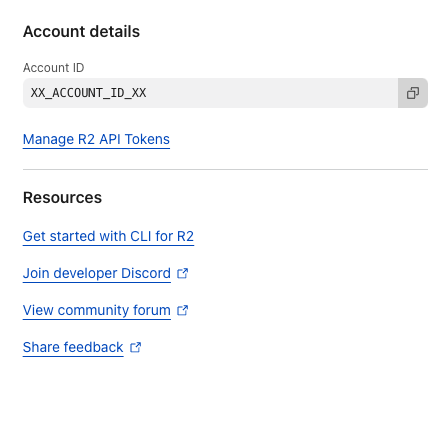 Account details
Account ID
XX_ACCOUNT_ID_XX
Manage R2 API Tokens
Resources
Get started with CLI for R2
Join developer Discord
View community forum
Share feedback